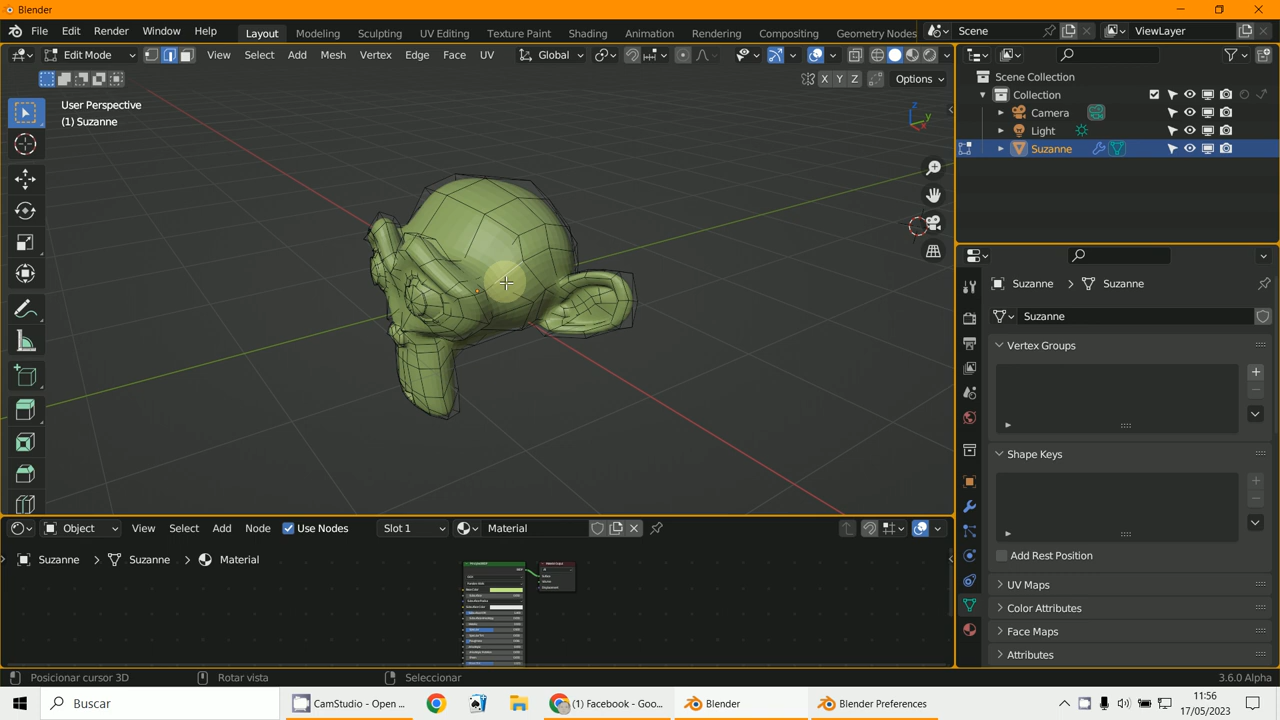 Blender
File Edit Render Window Help Layout Modeling Sculpting UV Editing Texture Paint Shading Animation Rendering Compositing Geometry Nodes Scene ViewLayer
Edit Mode View Select Add Mesh Vertex Edge Face UV Global
X Y Z Options
User Perspective
(1) Suzanne
Z
Y
X
Scene Collection
Collection
Camera
Light
Suzanne
Suzanne > Suzanne
Suzanne
Vertex Groups
Shape Keys
Add Rest Position
UV Maps
Color Attributes
Face Maps
Attributes
Object View Select Add Node Use Nodes Slot 1 Material
Suzanne > Suzanne > Material
Posicionar cursor 3D Rotar vista Seleccionar 3.6.0 Alpha
Buscar CamStudio - Open ... (1) Facebook - Goo... Blender Blender Preferences 11:56
17/05/2023